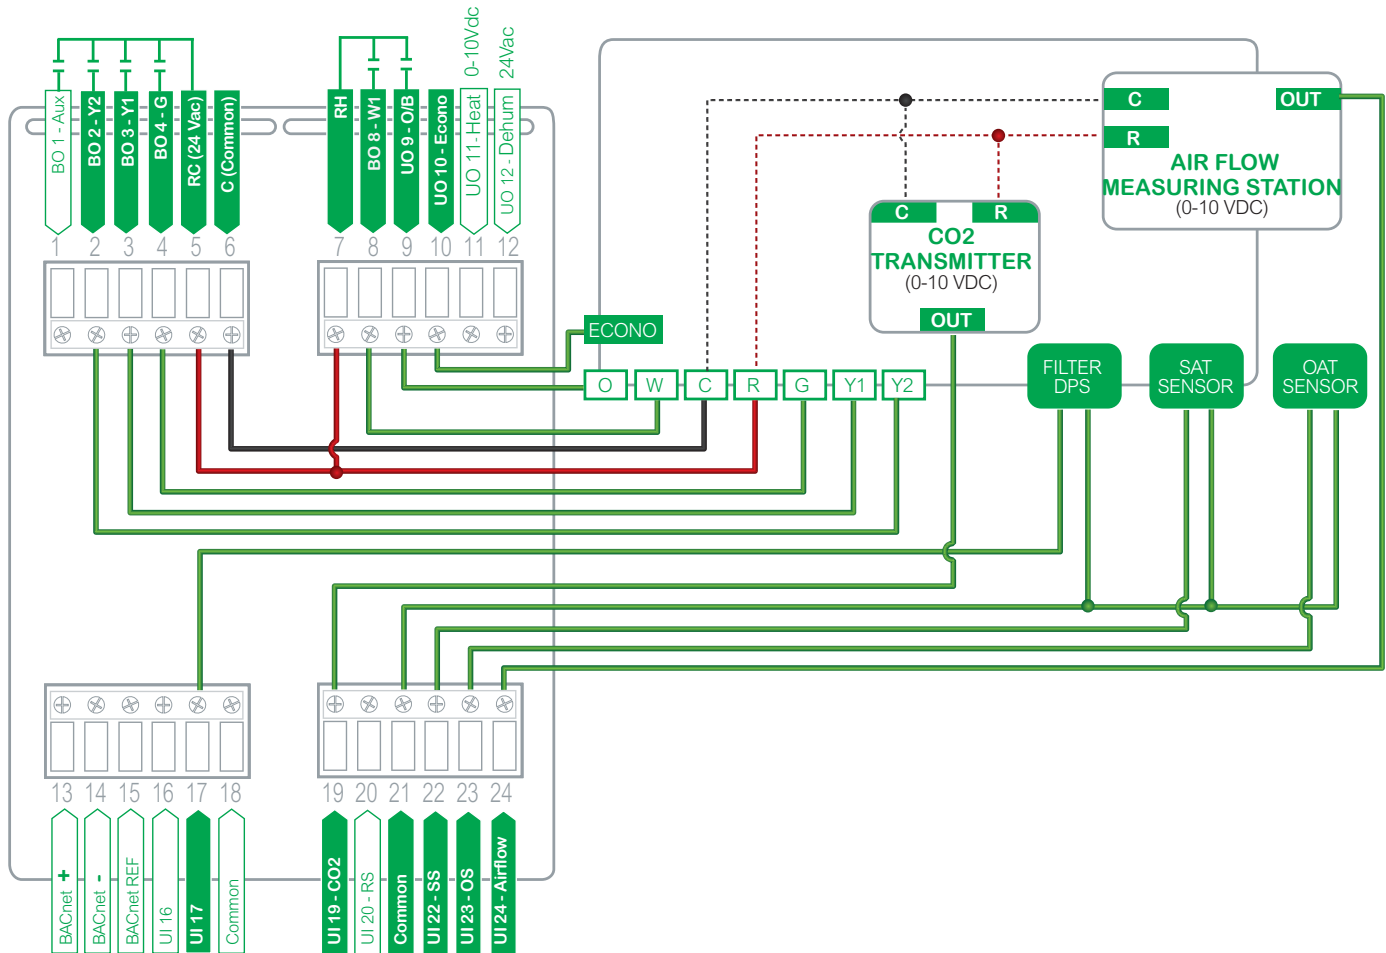 BO 1 - Aux
BO 2 - Y2
BO 3 - Y1
BO 4 - G
RC (24 Vac)
C (Common)
RH
BO 8 - W1
UO 9 - O/B
UO 10 - Econo
UO 11 - Heat
0-10Vdc
UO 12 - Dehum
24Vac
1 2 3 4 5 6
7 8 9 10 11 12
C
R
OUT
AIR FLOW
MEASURING STATION
(0-10 VDC)
C R
CO2
TRANSMITTER
(0-10 VDC)
OUT
ECONO
O W C R G Y1 Y2
FILTER
DPS
SAT
SENSOR
OAT
SENSOR
13 14 15 16 17 18
19 20 21 22 23 24
BACnet +
BACnet -
BACnet REF
UI 16
UI 17
Common
UI 19 - CO2
UI 20 - RS
Common
UI 22 - SS
UI 23 - OS
UI 24 - Airflow